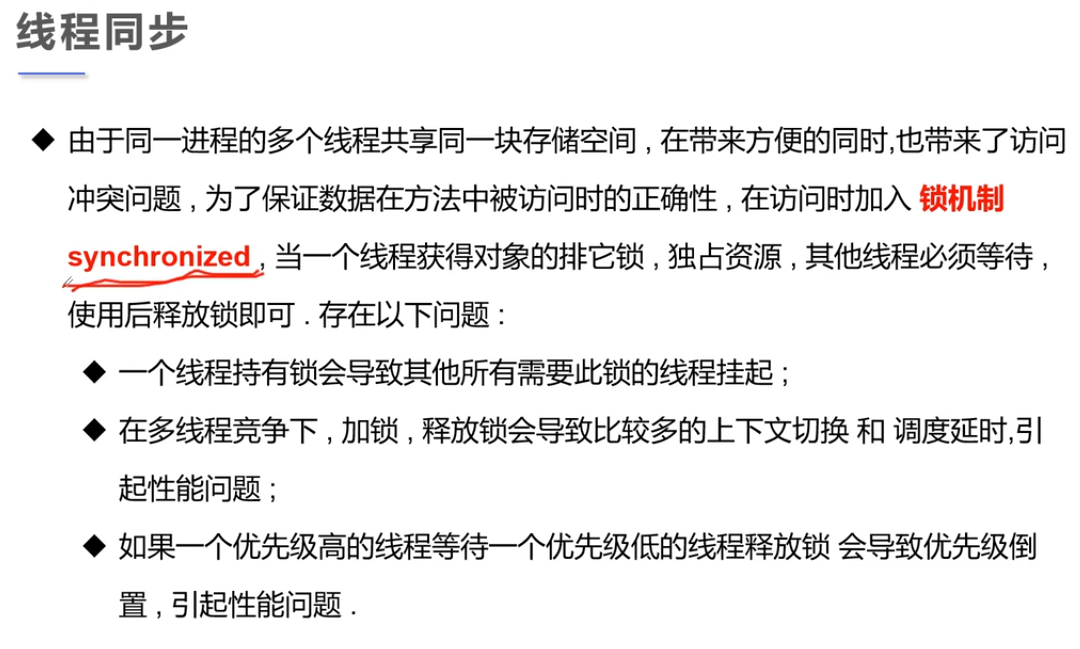 线程同步
◆ 由于同一进程的多个线程共享同一块存储空间 , 在带来方便的同时,也带来了访问
冲突问题 , 为了保证数据在方法中被访问时的正确性 , 在访问时加入 锁机制
synchronized , 当一个线程获得对象的排它锁 , 独占资源 , 其他线程必须等待 ,
使用后释放锁即可 . 存在以下问题 :
◆ 一个线程持有锁会导致其他所有需要此锁的线程挂起 ;
◆ 在多线程竞争下 , 加锁 , 释放锁会导致比较多的上下文切换 和 调度延时,引
起性能问题 ;
◆ 如果一个优先级高的线程等待一个优先级低的线程释放锁 会导致优先级倒
置 , 引起性能问题 .